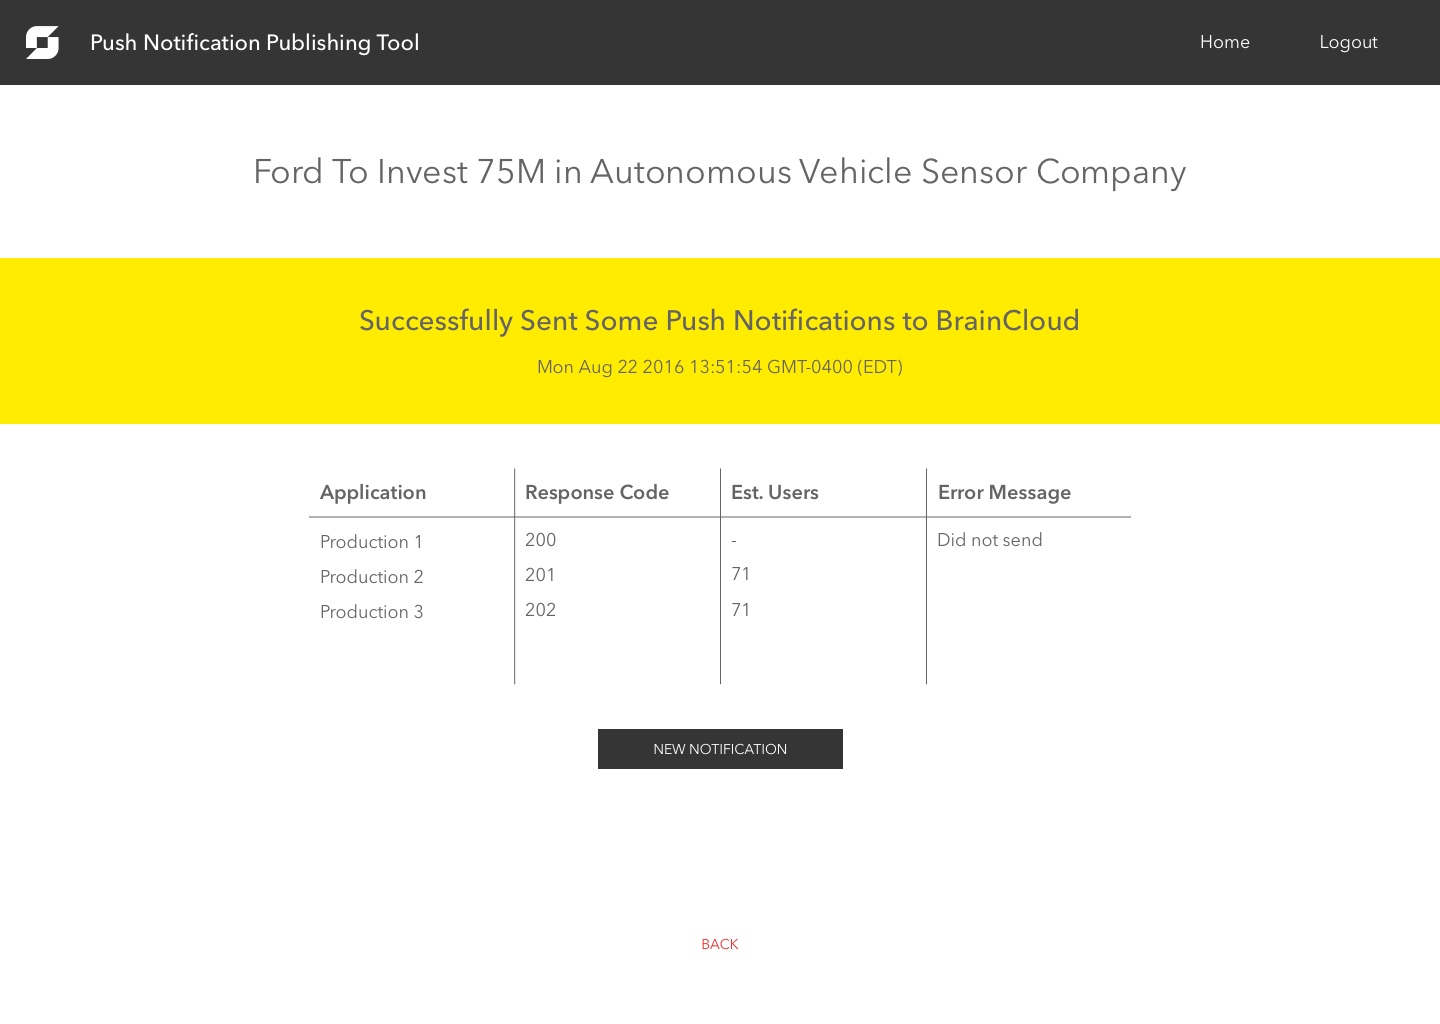 Push Notification Publishing Tool Home Logout
Ford To Invest 75M in Autonomous Vehicle Sensor Company
Successfully Sent Some Push Notifications to BrainCloud
Mon Aug 22 2016 13:51:54 GMT-0400 (EDT)
Application Response Code Est. Users Error Message
Production 1 200 - Did not send
Production 2 201 71
Production 3 202 71
NEW NOTIFICATION
BACK